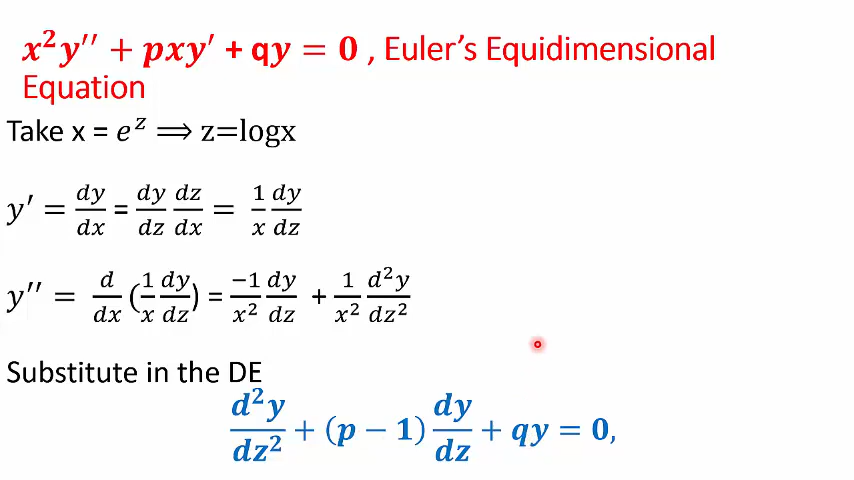 x²y′′ + pxy′ + qy = 0 , Euler’s Equidimensional
Equation
Take x = e^z ⟹ z=logx
y′ = dy/dx = dy/dz dz/dx = 1/x dy/dz
y′′ = d/dx (1/x dy/dz) = −1/x² dy/dz + 1/x² d²y/dz²
Substitute in the DE
d²y/dz² + (p − 1) dy/dz + qy = 0,